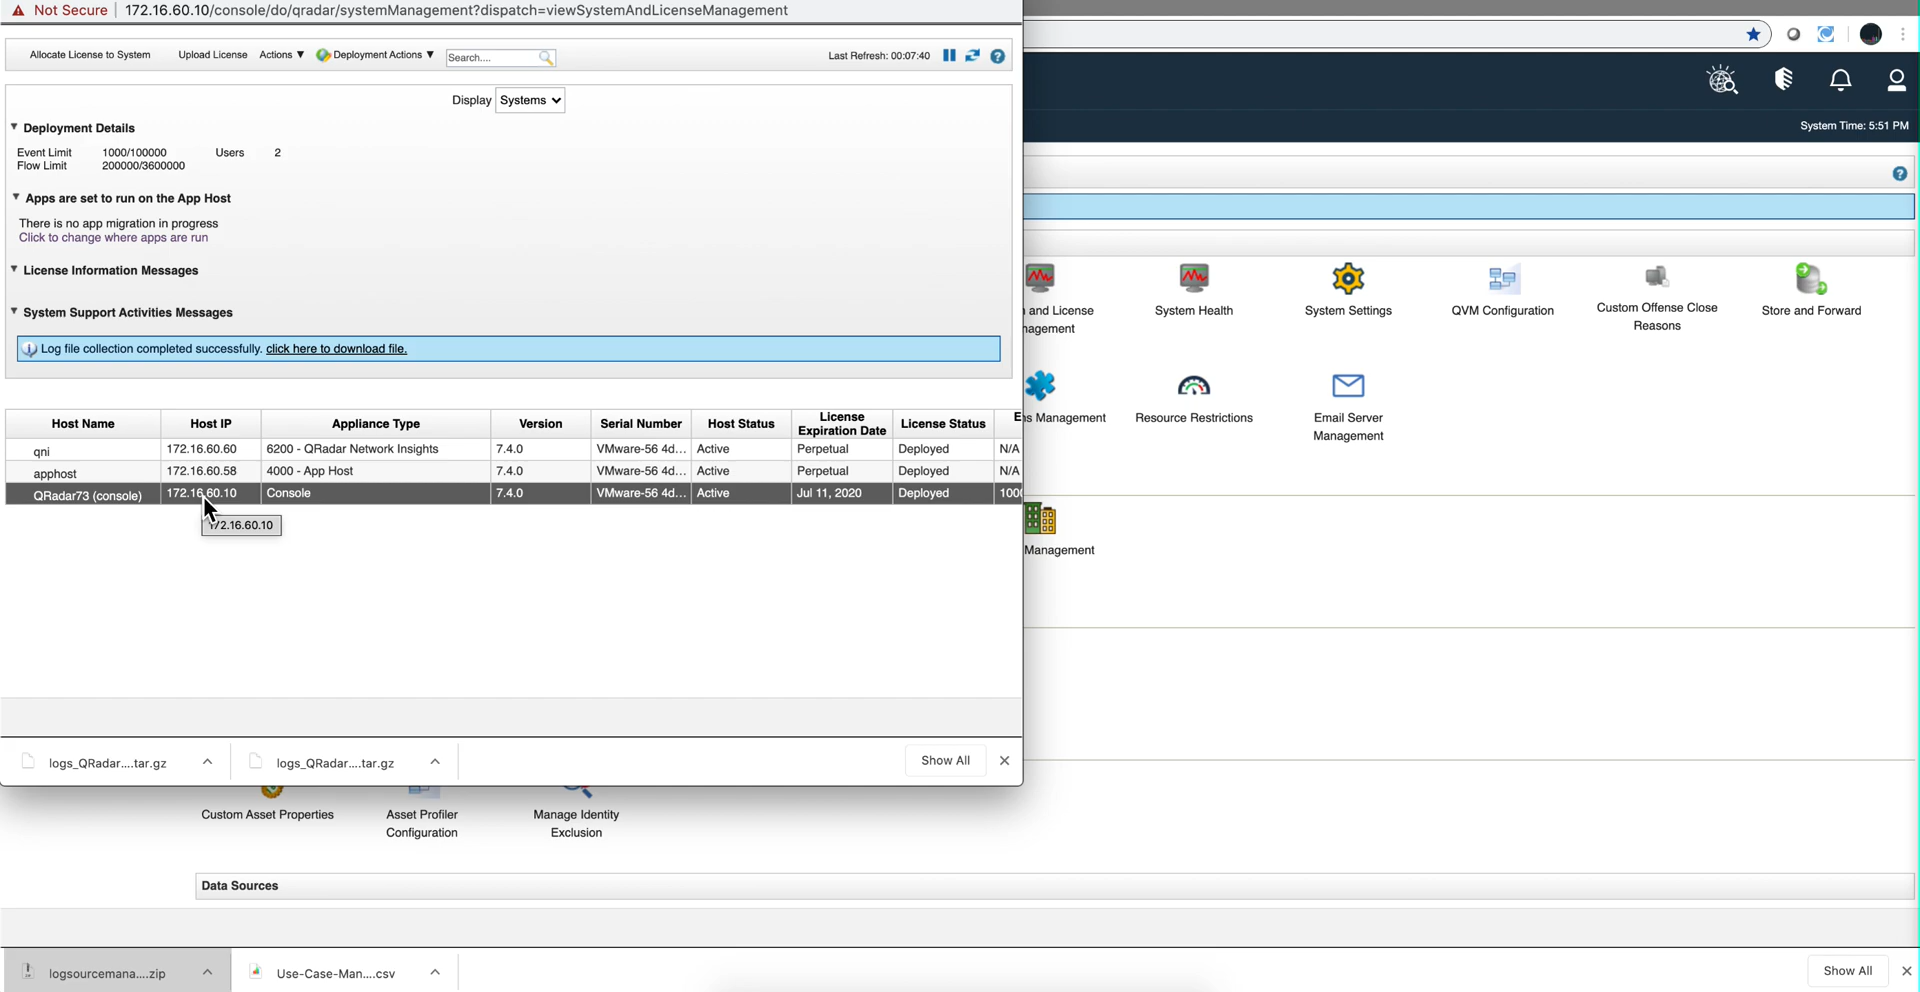 Not Secure | 172.16.60.10/console/do/qradar/systemManagement?dispatch=viewSystemAndLicenseManagement
Allocate License to System Upload License Actions ▼ Deployment Actions ▼ Search.... Last Refresh: 00:07:40
Display Systems
Deployment Details
Event Limit 1000/100000 Users 2
Flow Limit 200000/3600000
Apps are set to run on the App Host
There is no app migration in progress
Click to change where apps are run
License Information Messages
System Support Activities Messages
Log file collection completed successfully. click here to download file.
Host Name Host IP Appliance Type Version Serial Number Host Status License Expiration Date License Status E
qni 172.16.60.60 6200 - QRadar Network Insights 7.4.0 VMware-56 4d... Active Perpetual Deployed N/A
apphost 172.16.60.58 4000 - App Host 7.4.0 VMware-56 4d... Active Perpetual Deployed N/A
QRadar73 (console) 172.16.60.10 Console 7.4.0 VMware-56 4d... Active Jul 11, 2020 Deployed 100
172.16.60.10
logs_QRadar....tar.gz logs_QRadar....tar.gz Show All
System Time: 5:51 PM
and License
agement
System Health
System Settings
QVM Configuration
Custom Offense Close
Reasons
Store and Forward
ns Management
Resource Restrictions
Email Server
Management
Management
Custom Asset Properties
Asset Profiler
Configuration
Manage Identity
Exclusion
Data Sources
logsourcemana....zip Use-Case-Man....csv Show All